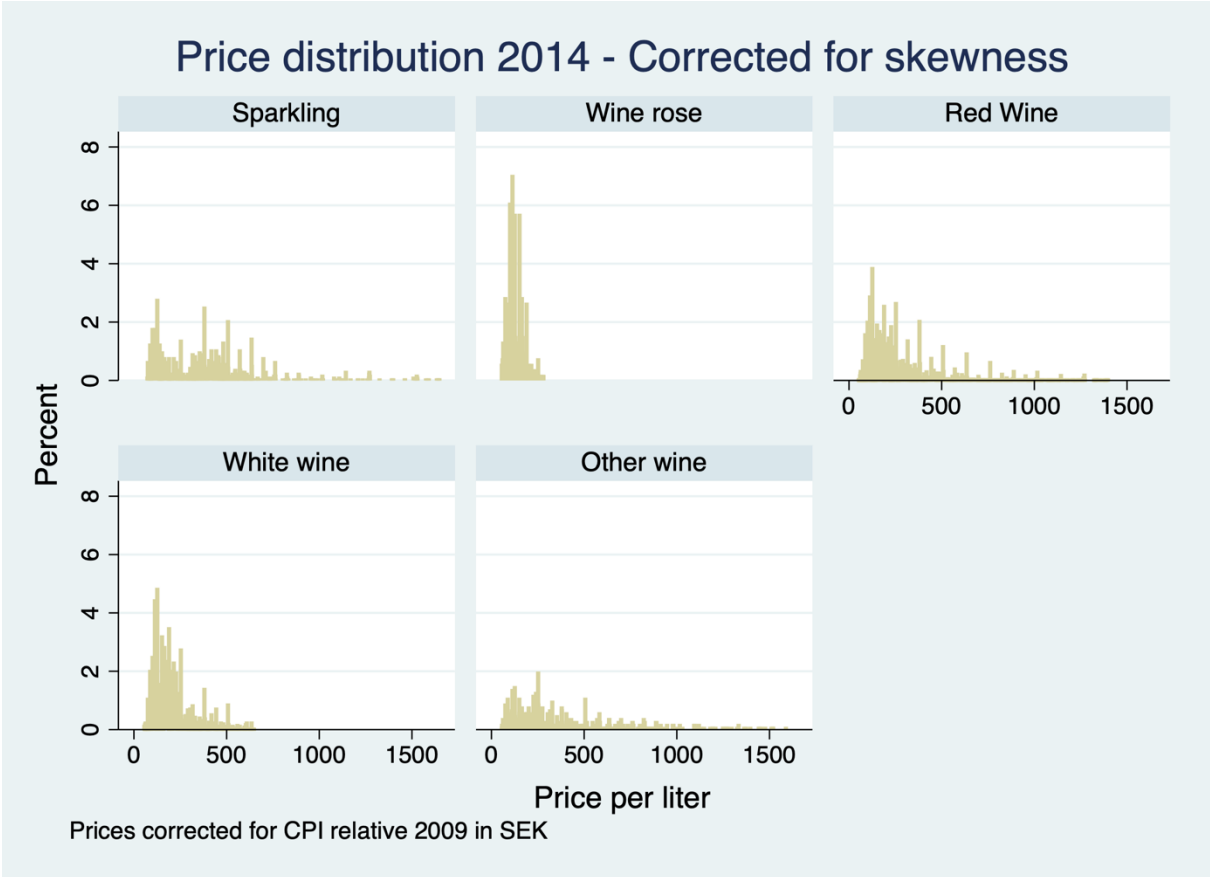 Price distribution 2014 - Corrected for skewness
Sparkling
Wine rose
Red Wine
8
6
4
2
0
0 500 1000 1500
Percent
White wine
Other wine
8
6
4
2
0
0 500 1000 1500
0 500 1000 1500
Price per liter
Prices corrected for CPI relative 2009 in SEK